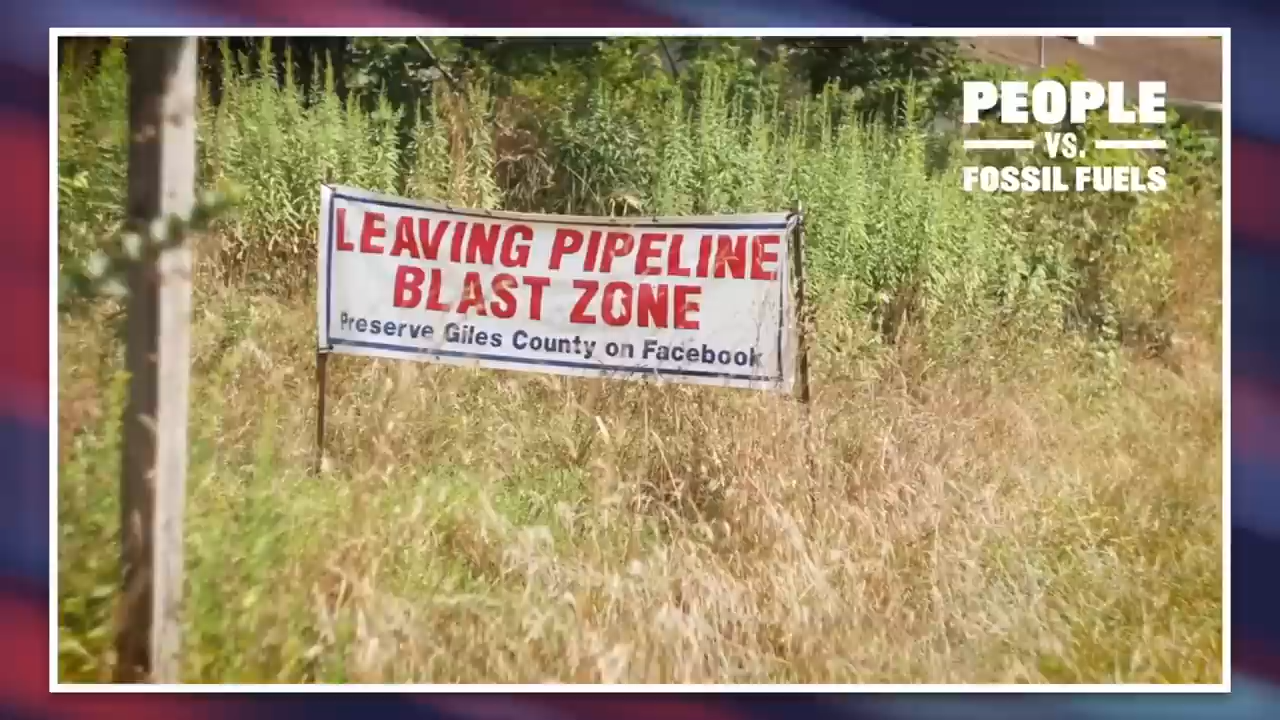 PEOPLE
VS.
FOSSIL FUELS
LEAVING PIPELINE
BLAST ZONE
Preserve Giles County on Facebook